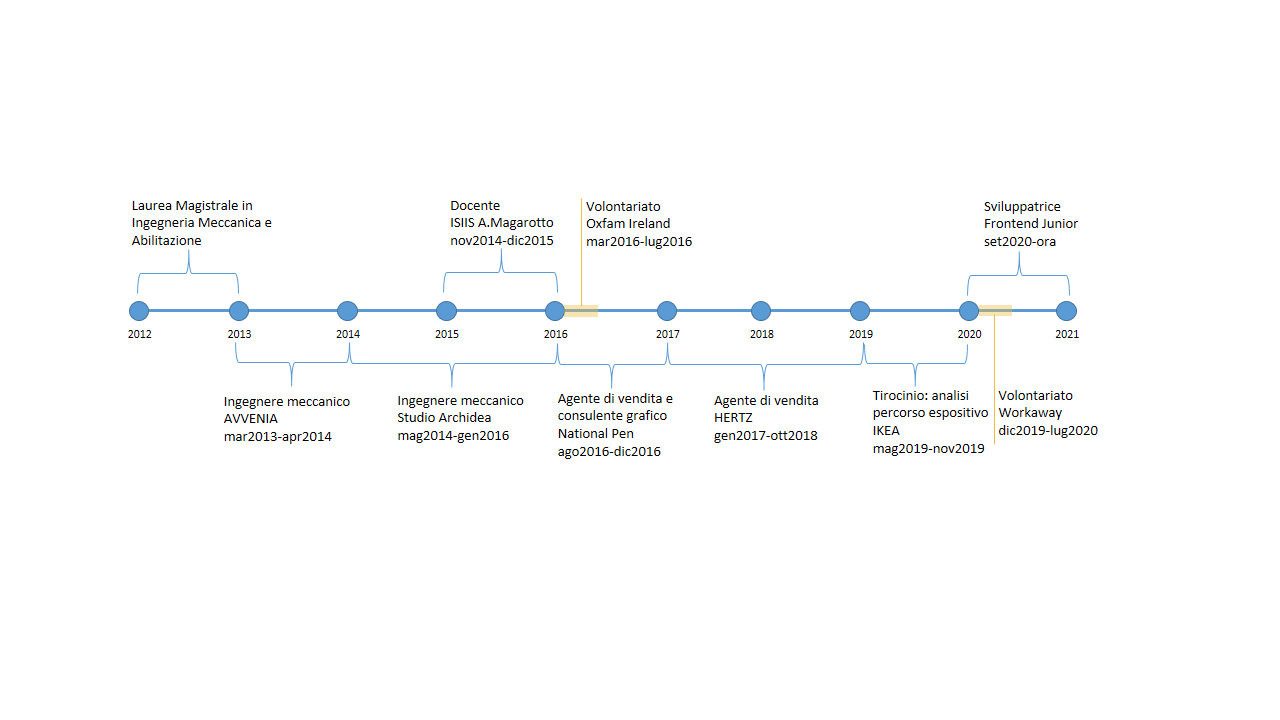 Laurea Magistrale in
Ingegneria Meccanica e
Abilitazione
Docente
ISIIS A.Magarotto
nov2014-dic2015
Volontariato
Oxfam Ireland
mar2016-lug2016
Sviluppatrice
Frontend Junior
set2020-ora
2012
2013
2014
2015
2016
2017
2018
2019
2020
2021
Ingegnere meccanico
AVVENIA
mar2013-apr2014
Ingegnere meccanico
Studio Archidea
mag2014-gen2016
Agente di vendita e
consulente grafico
National Pen
ago2016-dic2016
Agente di vendita
HERTZ
gen2017-ott2018
Tirocinio: analisi
percorso espositivo
IKEA
mag2019-nov2019
Volontariato
Workaway
dic2019-lug2020